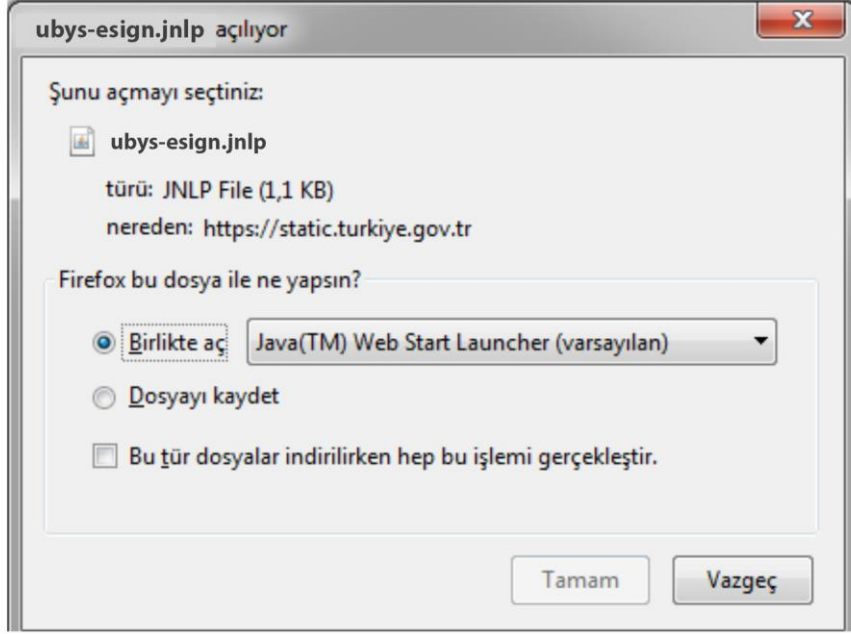 ubys-esign.jnlp açılıyor
Şunu açmayı seçtiniz:
ubys-esign.jnlp
türü: JNLP File (1,1 KB)
nereden: https://static.turkiye.gov.tr
Firefox bu dosya ile ne yapsın?
Birlikte aç Java(TM) Web Start Launcher (varsayılan)
Dosyayı kaydet
Bu tür dosyalar indirilirken hep bu işlemi gerçekleştir.
Tamam Vazgeç